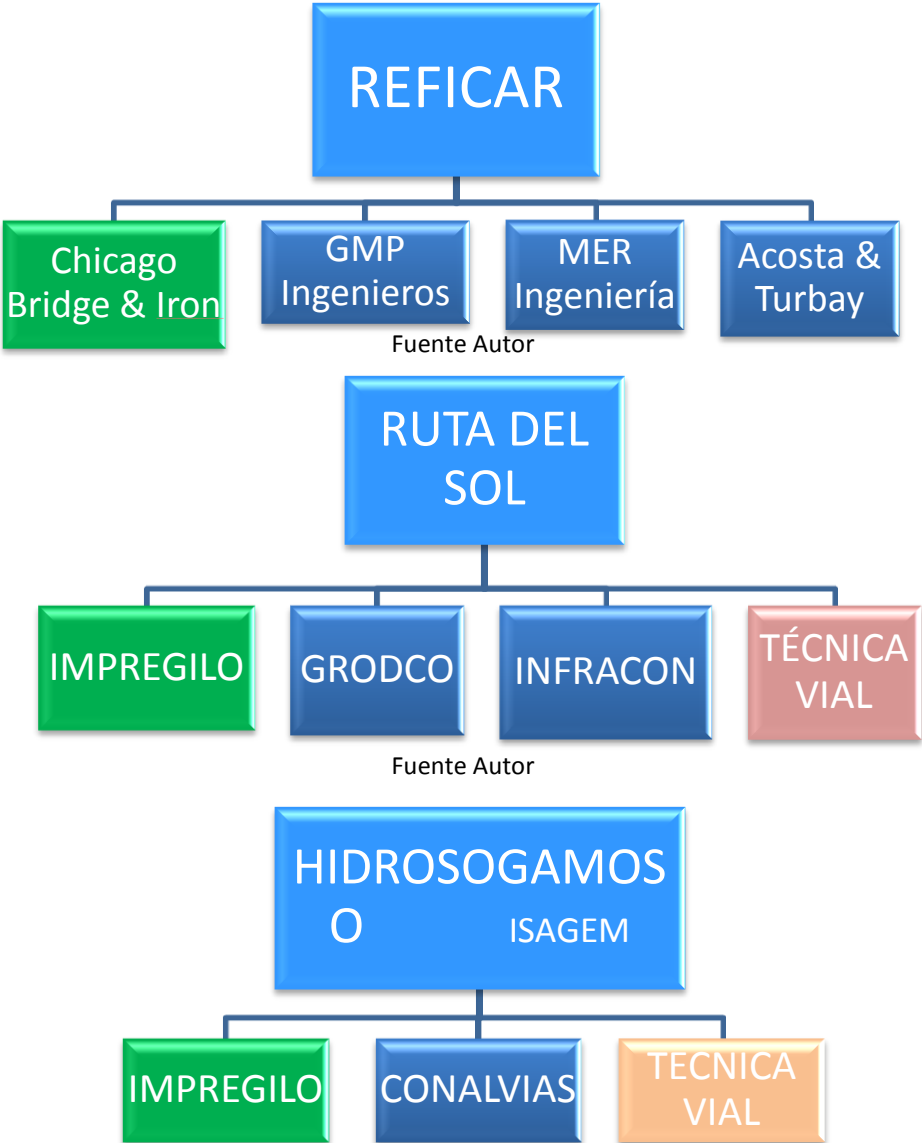 REFICAR
Chicago
Bridge & Iron
GMP
Ingenieros
MER
Ingeniería
Acosta &
Turbay
Fuente Autor
RUTA DEL
SOL
IMPREGILO
GRODCO
INFRACON
TÉCNICA
VIAL
Fuente Autor
HIDROSOGAMOS
O ISAGEM
IMPREGILO
CONALVIAS
TECNICA
VIAL